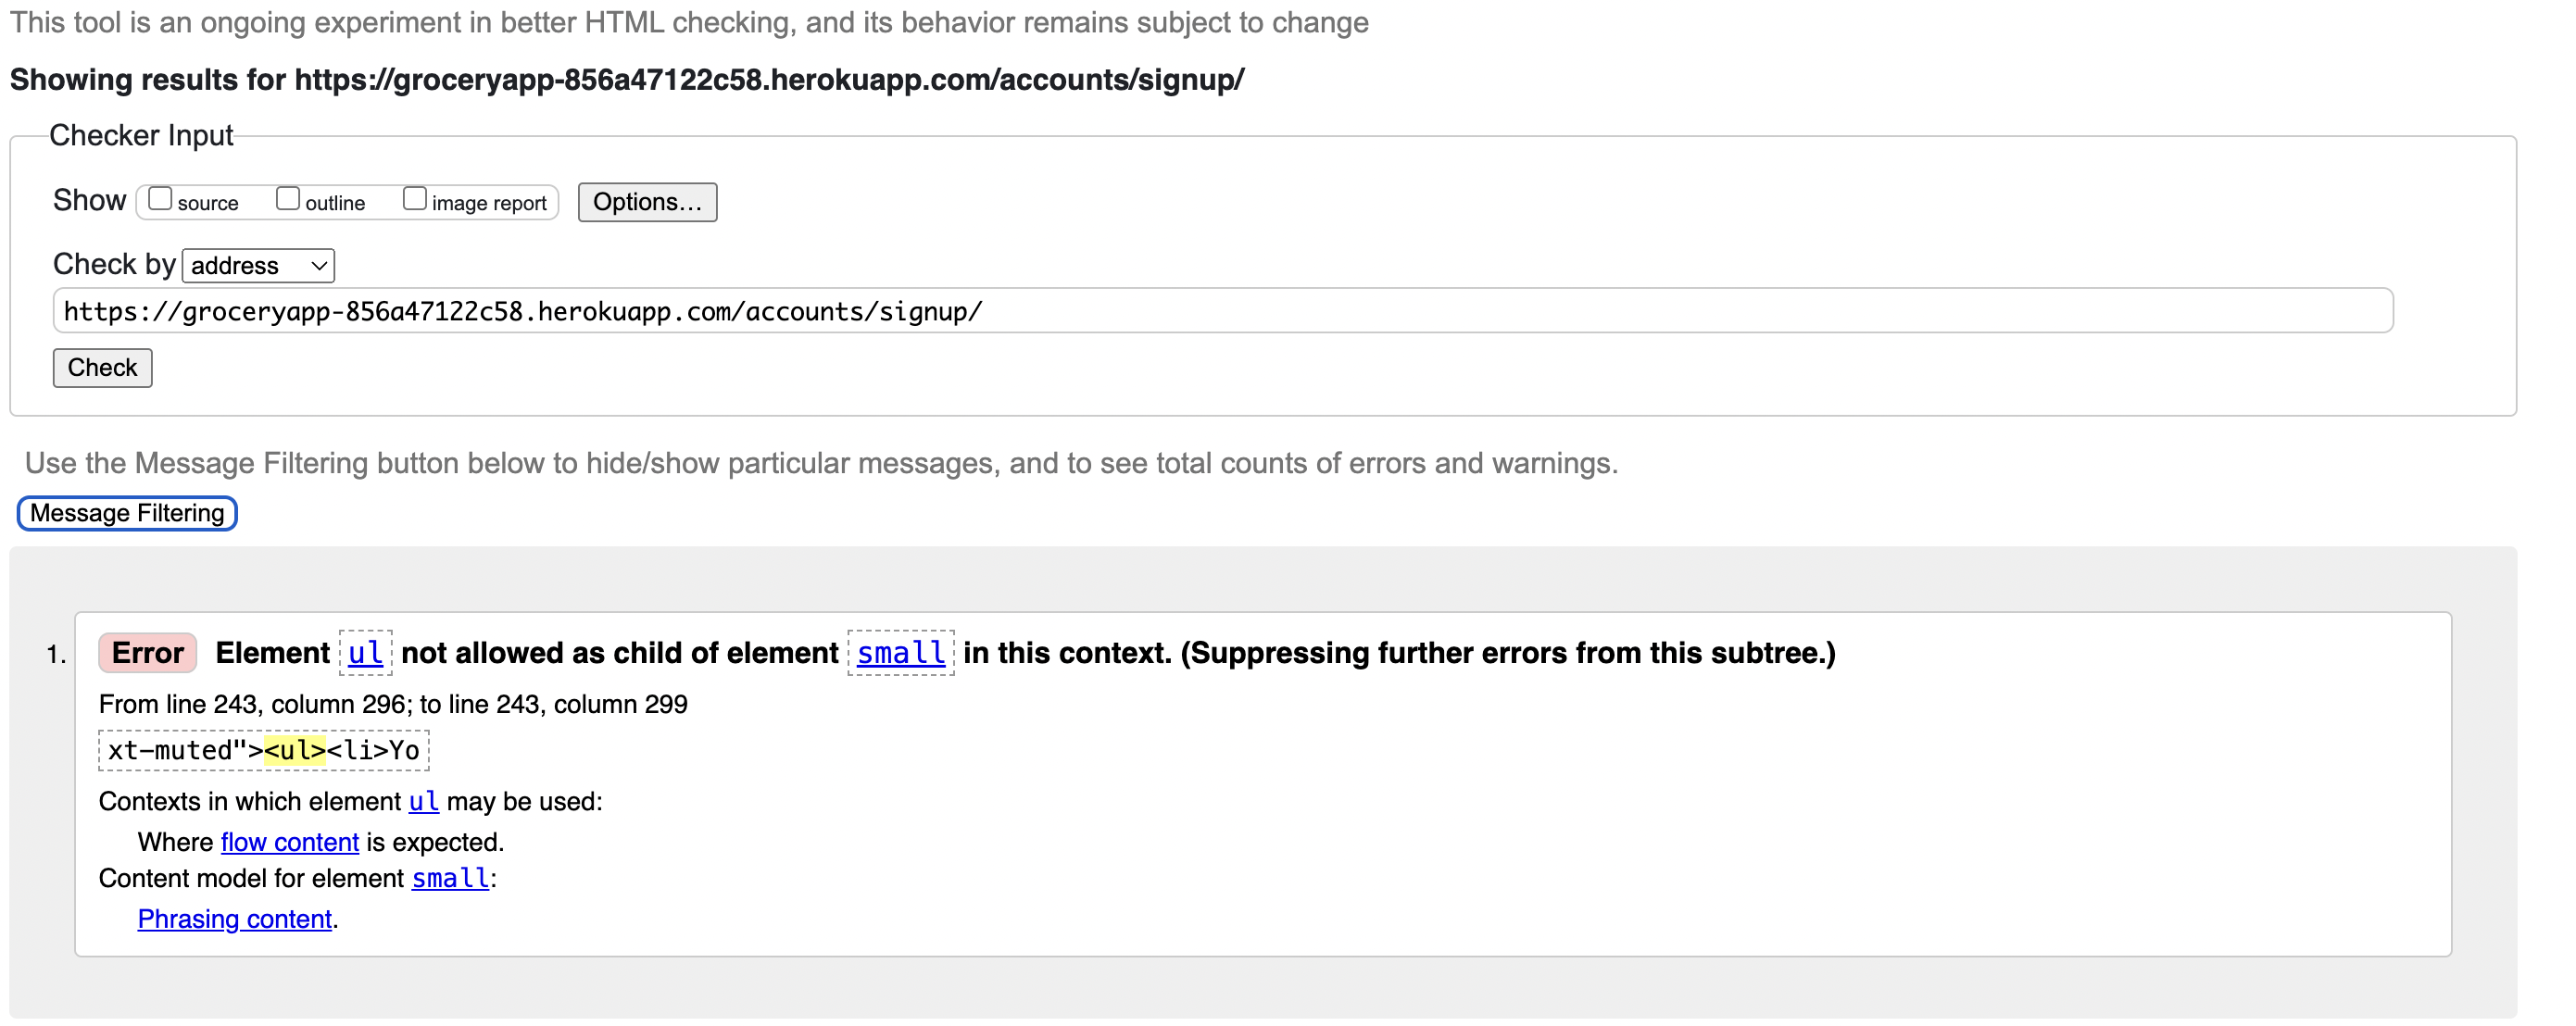 This tool is an ongoing experiment in better HTML checking, and its behavior remains subject to change
Showing results for https://groceryapp-856a47122c58.herokuapp.com/accounts/signup/
Checker Input
Show source outline image report Options...
Check by address
https://groceryapp-856a47122c58.herokuapp.com/accounts/signup/
Check
Use the Message Filtering button below to hide/show particular messages, and to see total counts of errors and warnings.
Message Filtering
1. Error Element ul not allowed as child of element small in this context. (Suppressing further errors from this subtree.)
From line 243, column 296; to line 243, column 299
xt-muted"><ul><li>Yo
Contexts in which element ul may be used:
Where flow content is expected.
Content model for element small:
Phrasing content.